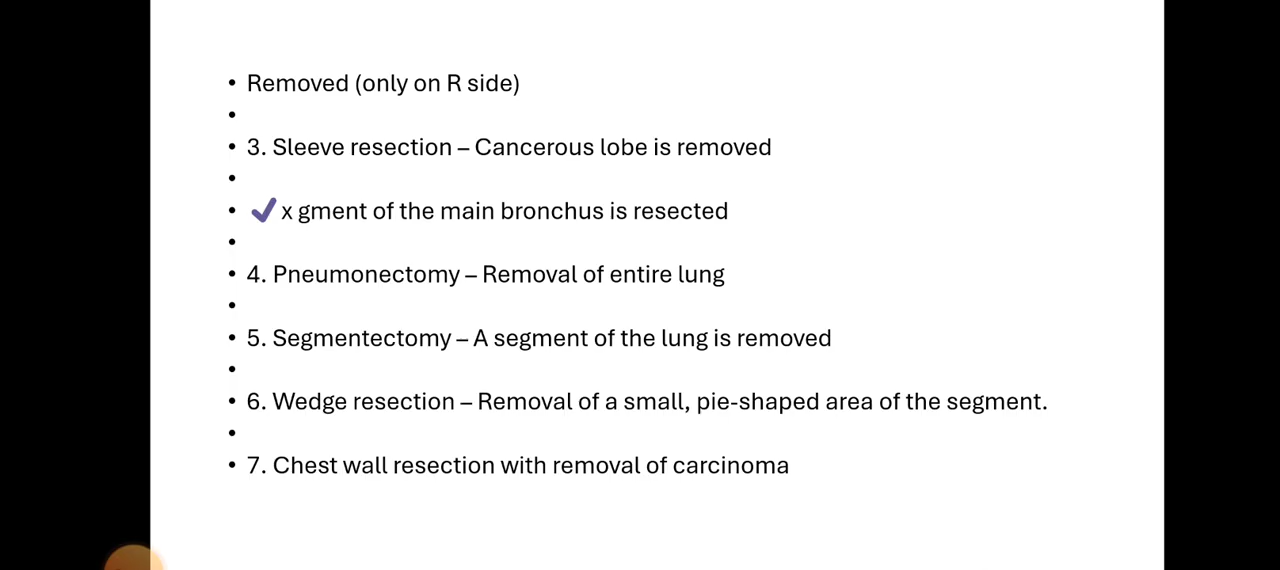 • Removed (only on R side)
•
• 3. Sleeve resection – Cancerous lobe is removed
•
• ✔ x gment of the main bronchus is resected
•
• 4. Pneumonectomy – Removal of entire lung
•
• 5. Segmentectomy – A segment of the lung is removed
•
• 6. Wedge resection – Removal of a small, pie-shaped area of the segment.
•
• 7. Chest wall resection with removal of carcinoma